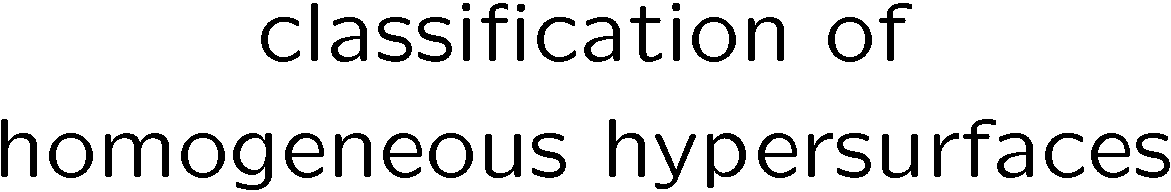 classification of
homogeneous hypersurfaces